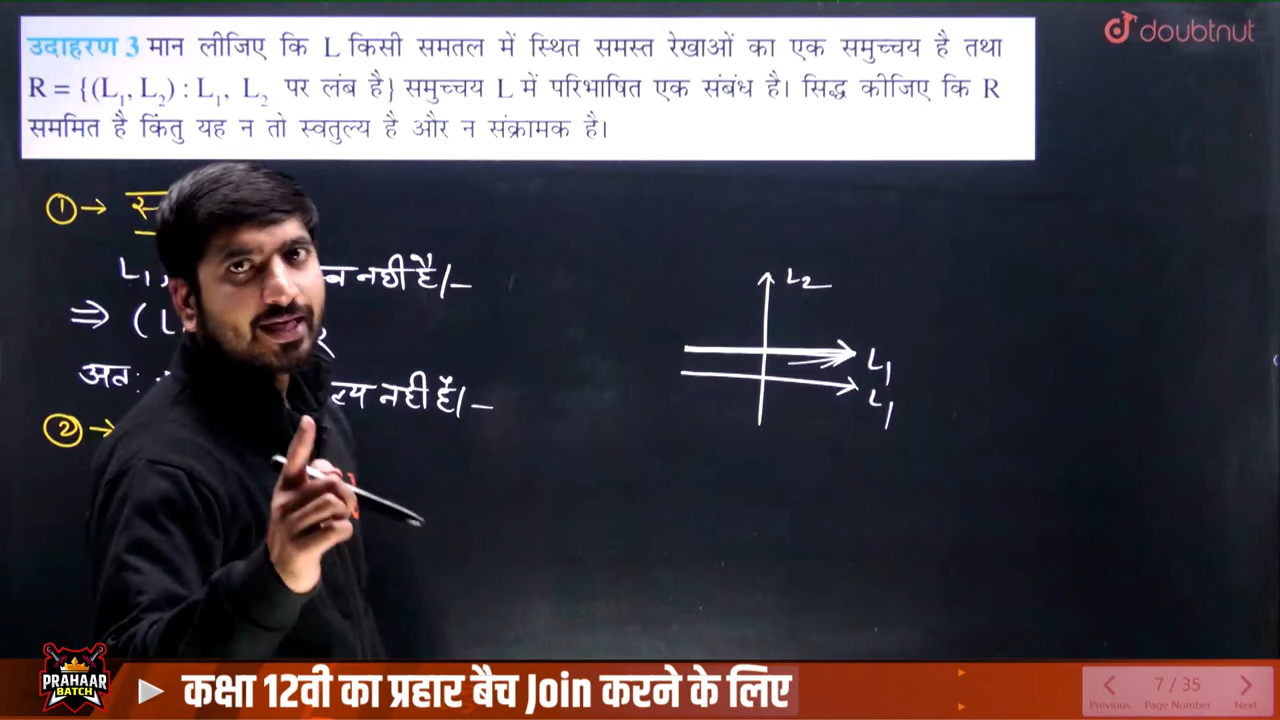 उदाहरण 3 मान लीजिए कि L किसी समतल में स्थित समस्त रेखाओं का एक समुच्चय है तथा
R = {(L₁, L₂) : L₁, L₂ पर लंब है} समुच्चय L में परिभाषित एक संबंध है। सिद्ध कीजिए कि R
सममित है किंतु यह न तो स्वतुल्य है और न संक्रामक है।
doubtnut
① →
L₁, नहीं है/-
⇒ (L
अतः नहीं है/-
② →
L₂
L₁
L₁
PRAHAAR
BATCH
कक्षा 12वी का प्रहार बैच Join करने के लिए
7 / 35
Previous Page Number Next